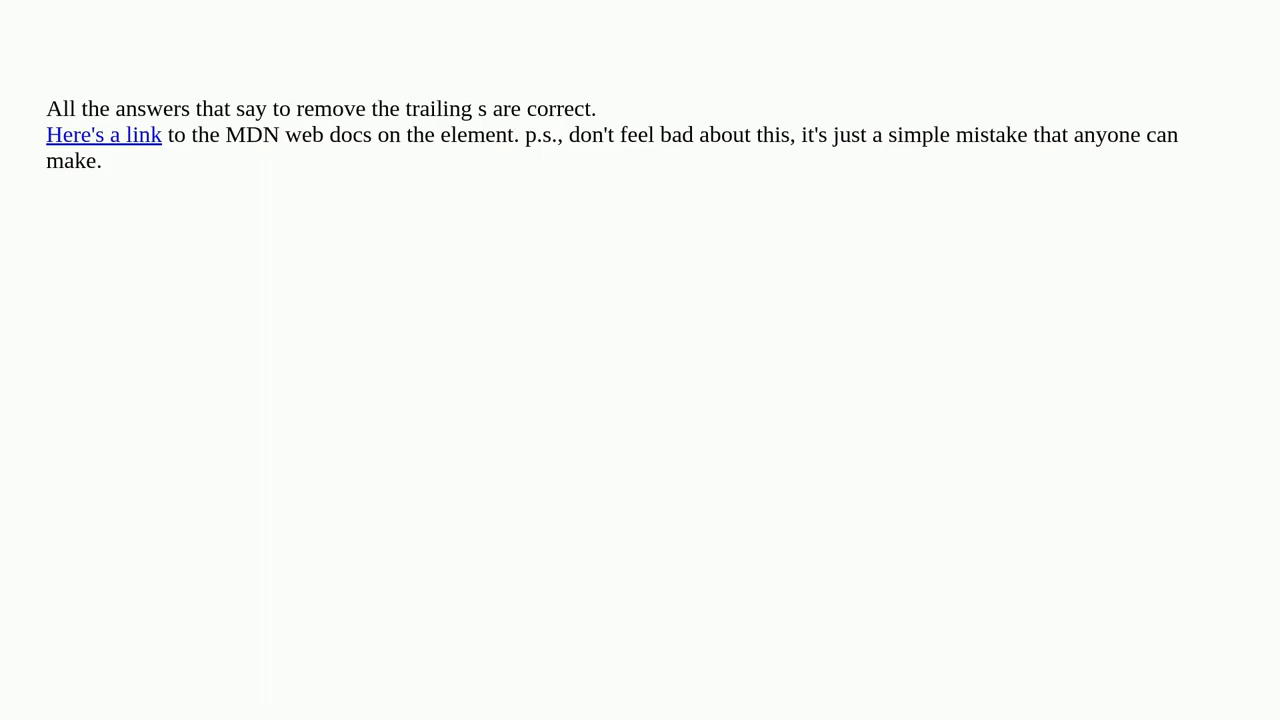 All the answers that say to remove the trailing s are correct.
Here's a link to the MDN web docs on the element. p.s., don't feel bad about this, it's just a simple mistake that anyone can
make.